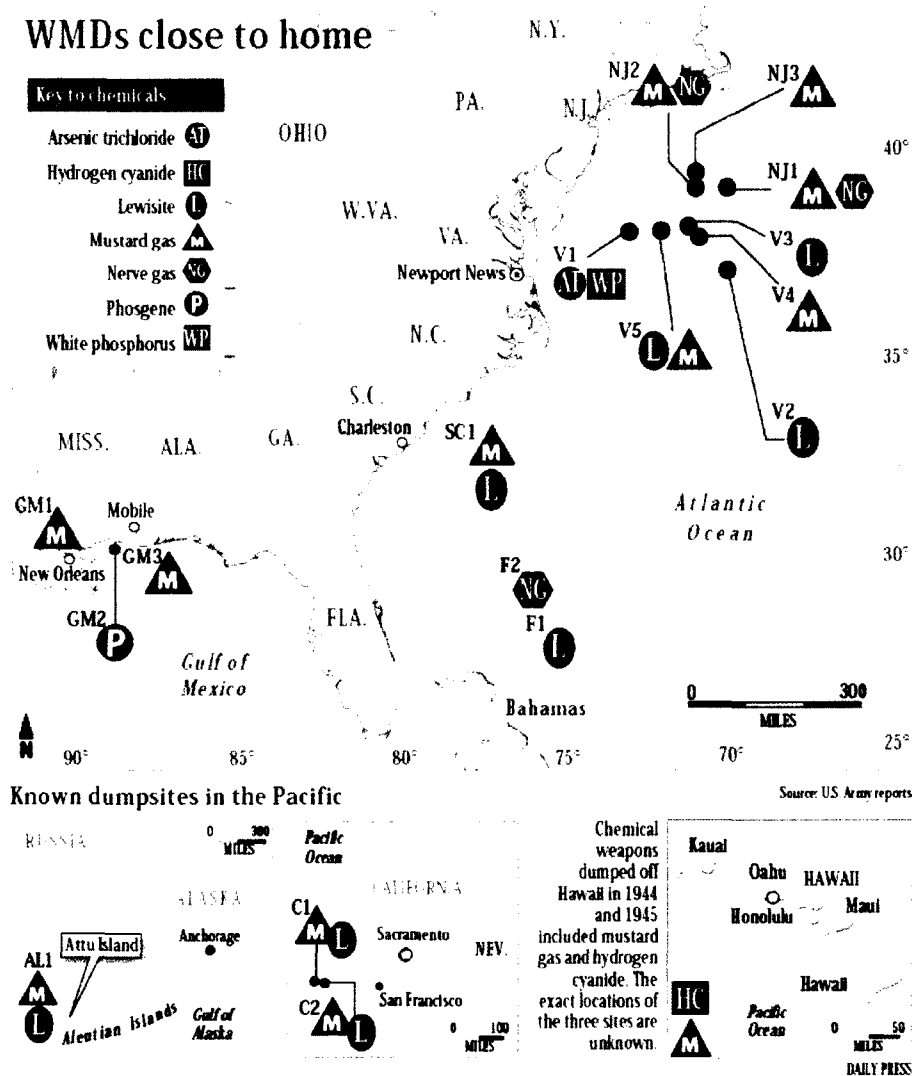 WMDs close to home
Key to chemicals
Arsenic trichloride AT
Hydrogen cyanide HC
Lewisite L
Mustard gas M
Nerve gas NG
Phosgene P
White phosphorus WP
N.Y.
PA.
N.J.
OHIO
W.VA.
VA.
Newport News
N.C.
S.C.
Charleston
GA.
ALA.
MISS.
Mobile
New Orleans
FLA.
NJ2
M NG
NJ3
M
NJ1
M NG
V1
AT WP
V3
L
V4
M
V5
L M
V2
L
SC1
M
L
GM1
M
GM3
M
GM2
P
F2
NG
F1
L
Atlantic
Ocean
Gulf of
Mexico
Bahamas
0 300
MILES
N
40°
35°
30°
25°
90° 85° 80° 75° 70°
Known dumpsites in the Pacific
Source: U.S. Army reports
RUSSIA
0 300
MILES
ALASKA
Anchorage
Attu Island
AL1
M
L
Aleutian Islands
Gulf of
Alaska
Pacific
Ocean
CALIFORNIA
C1
M L
Sacramento
NEV.
San Francisco
C2
M L
0 100
MILES
Chemical
weapons
dumped off
Hawaii in 1944
and 1945
included mustard
gas and hydrogen
cyanide. The
exact locations of
the three sites are
unknown.
Kauai
Oahu
HAWAII
Honolulu
Maui
Hawaii
HC
M
Pacific
Ocean
0 50
MILES
DAILY PRESS